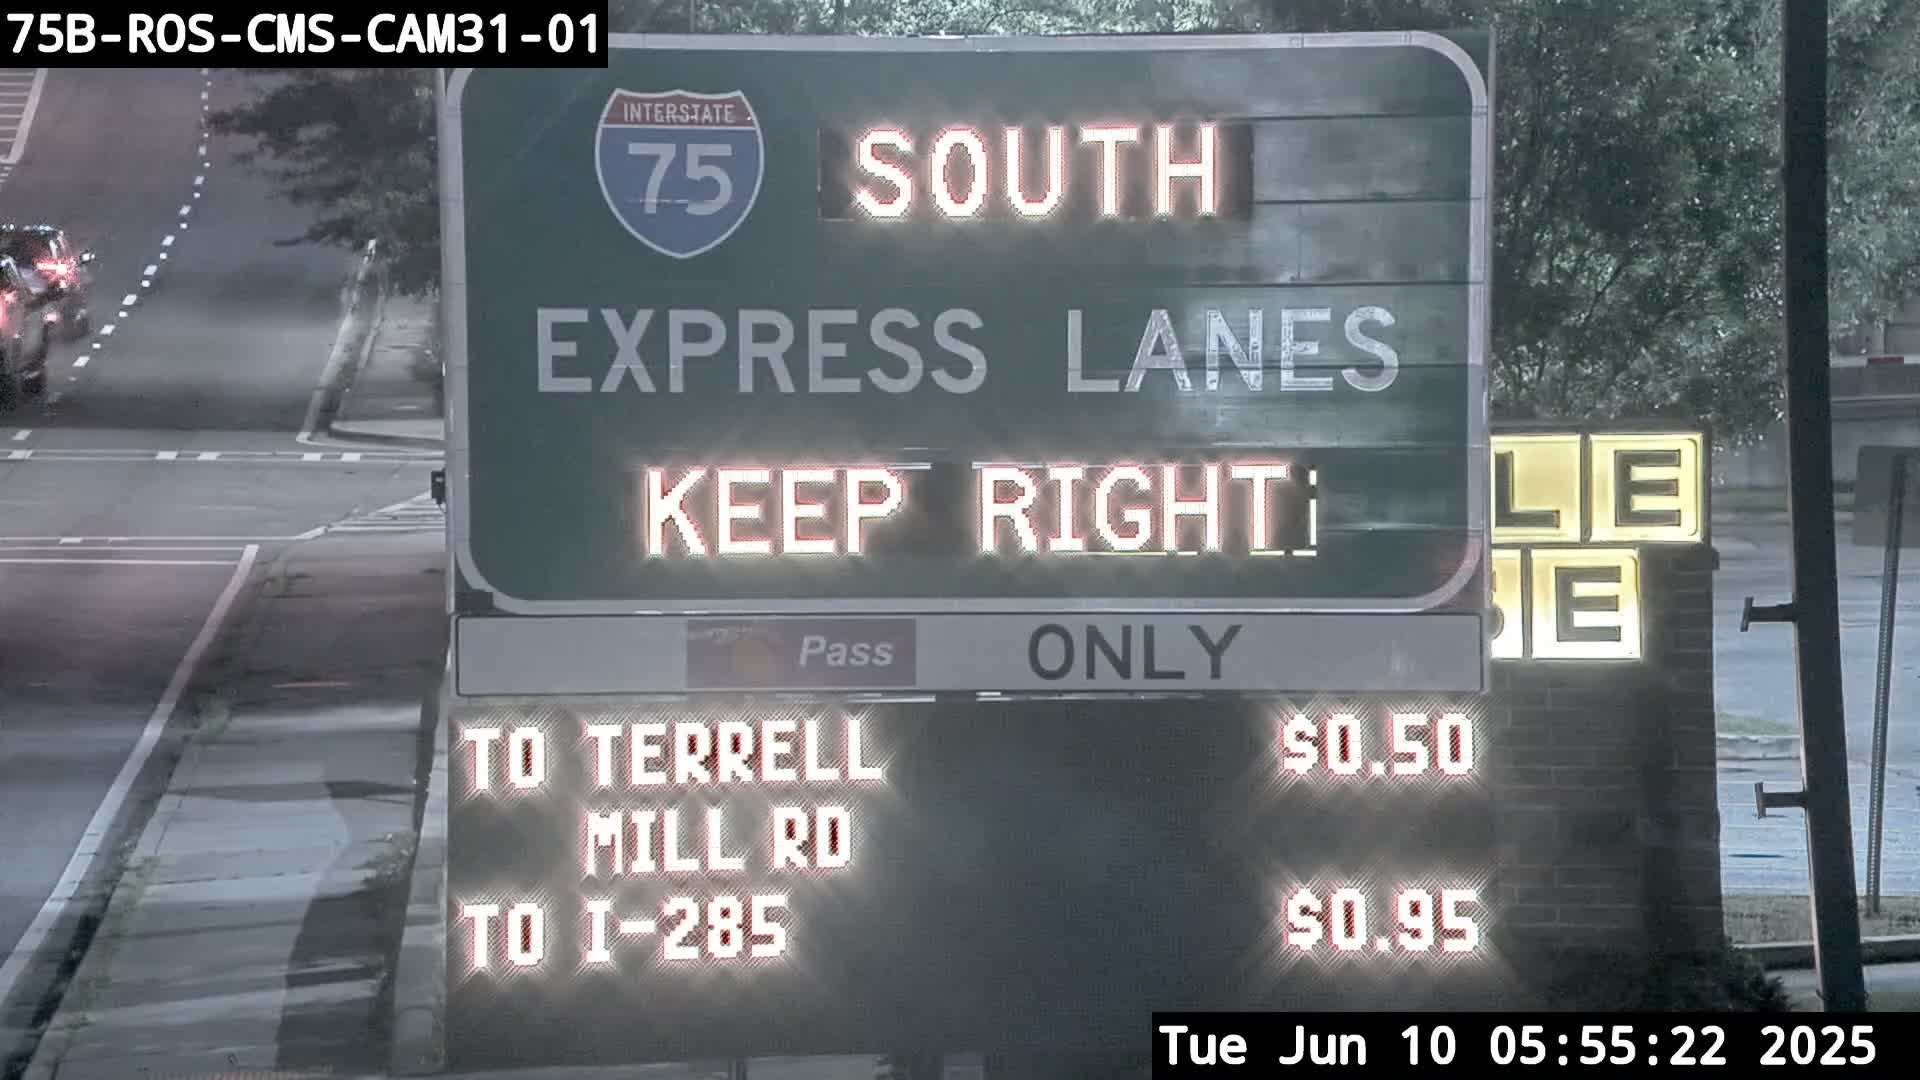 75B-ROS-CMS-CAM31-01
INTERSTATE
75
SOUTH
EXPRESS LANES
KEEP RIGHT
LE
E
Pass ONLY
TO TERRELL $0.50
MILL RD
TO I-285 $0.95
Tue Jun 10 05:55:22 2025